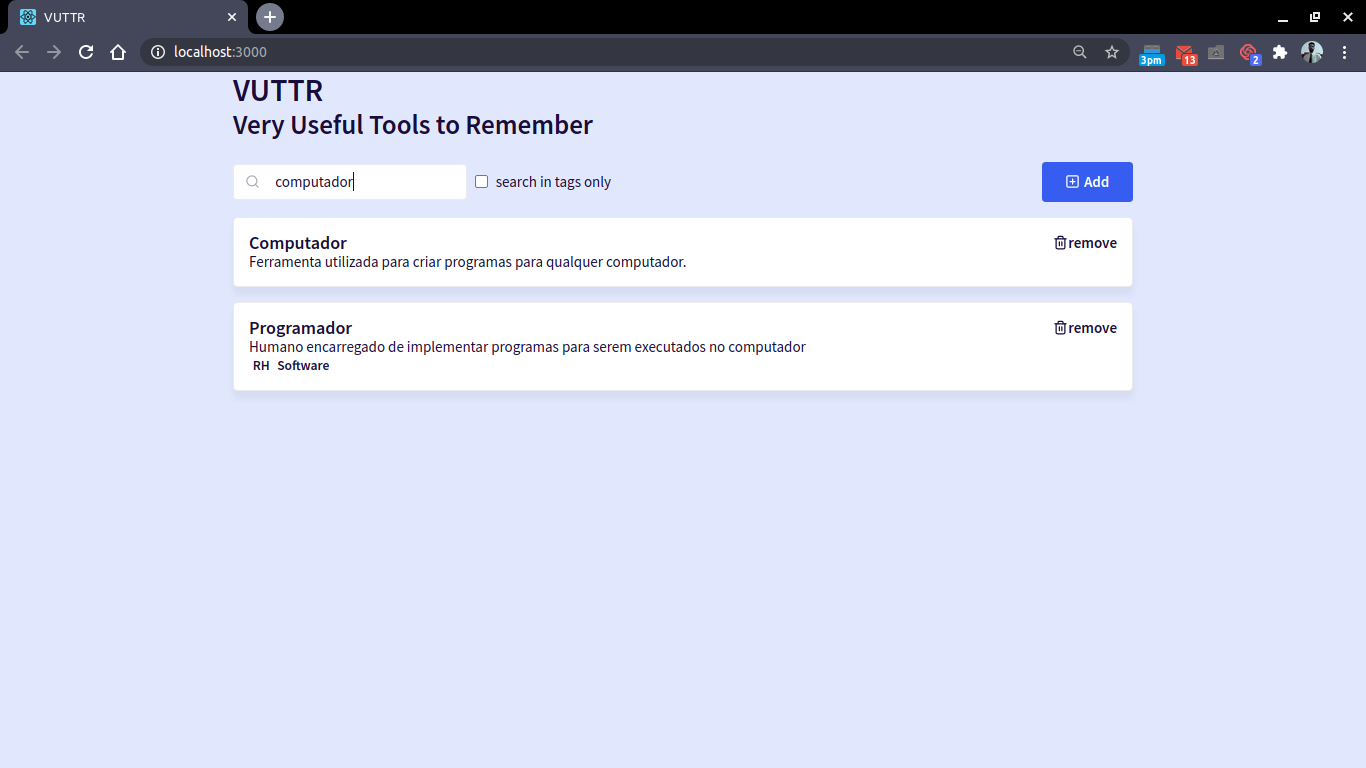 VUTTR
localhost:3000
3pm
13
2
VUTTR
Very Useful Tools to Remember
computador
search in tags only
Add
Computador
remove
Ferramenta utilizada para criar programas para qualquer computador.
Programador
remove
Humano encarregado de implementar programas para serem executados no computador
RH Software